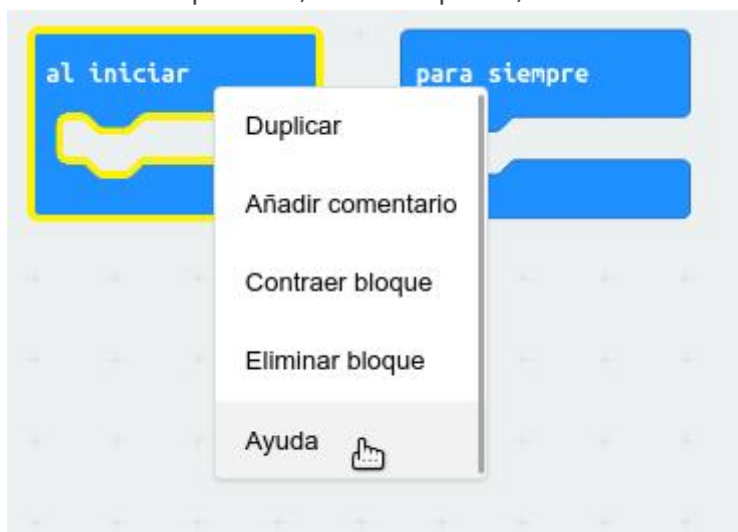 al iniciar
para siempre
Duplicar
Añadir comentario
Contraer bloque
Eliminar bloque
Ayuda